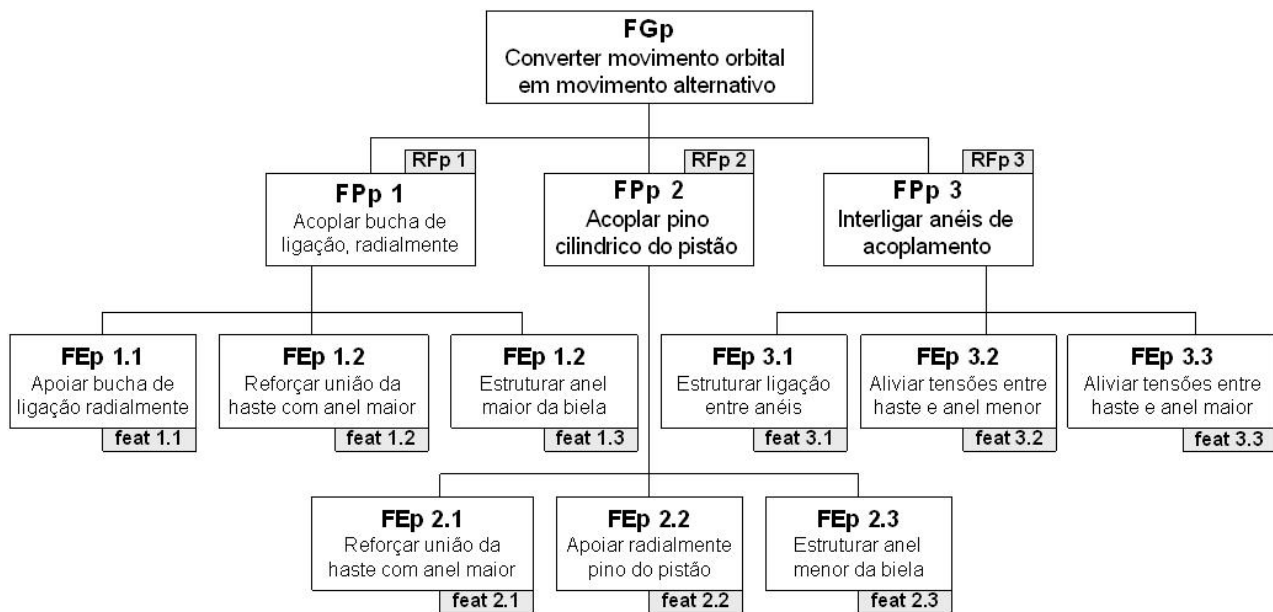 FGp
Converter movimento orbital
em movimento alternativo
RFp 1
FPp 1
Acoplar bucha de
ligação, radialmente
RFp 2
FPp 2
Acoplar pino
cilindrico do pistão
RFp 3
FPp 3
Interligar anéis de
acoplamento
FEp 1.1
Apoiar bucha de
ligação radialmente
feat 1.1
FEp 1.2
Reforçar união da
haste com anel maior
feat 1.2
FEp 1.2
Estruturar anel
maior da biela
feat 1.3
FEp 3.1
Estruturar ligação
entre anéis
feat 3.1
FEp 3.2
Aliviar tensões entre
haste e anel menor
feat 3.2
FEp 3.3
Aliviar tensões entre
haste e anel maior
feat 3.3
FEp 2.1
Reforçar união da
haste com anel maior
feat 2.1
FEp 2.2
Apoiar radialmente
pino do pistão
feat 2.2
FEp 2.3
Estruturar anel
menor da biela
feat 2.3